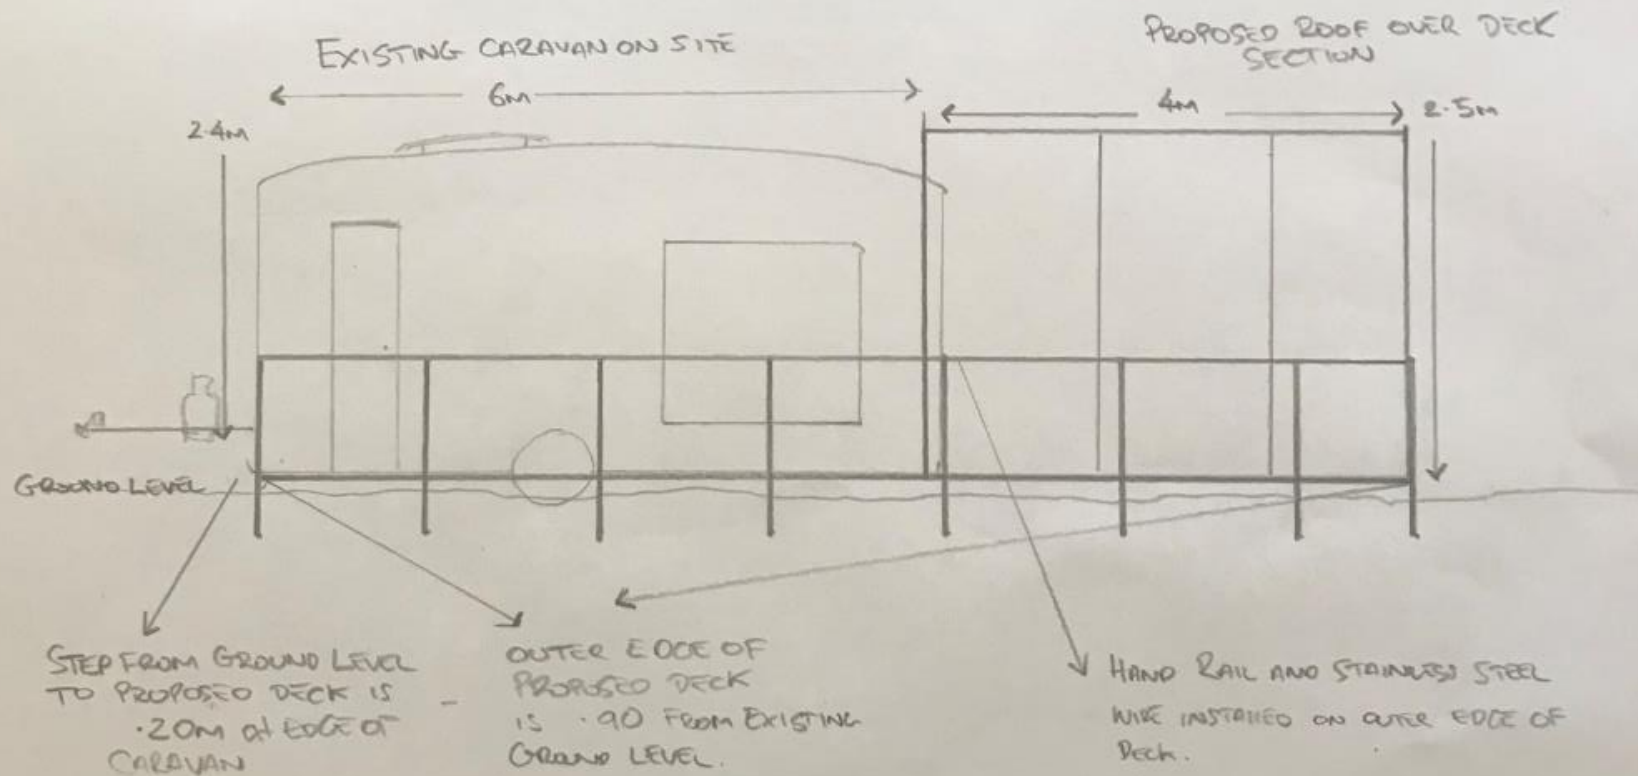 EXISTING CARAVAN ON SITE
6M
PROPOSED ROOF OVER DECK
SECTION
4M
2.5M
2.4M
GROUND LEVEL
STEP FROM GROUND LEVEL
TO PROPOSED DECK IS
.20M at EDGE OF
CARAVAN
OUTER EDGE OF
PROPOSED DECK
IS .90 FROM EXISTING
GROUND LEVEL.
HAND RAIL AND STAINLESS STEEL
WIRE INSTALLED ON OUTER EDGE OF
Deck.